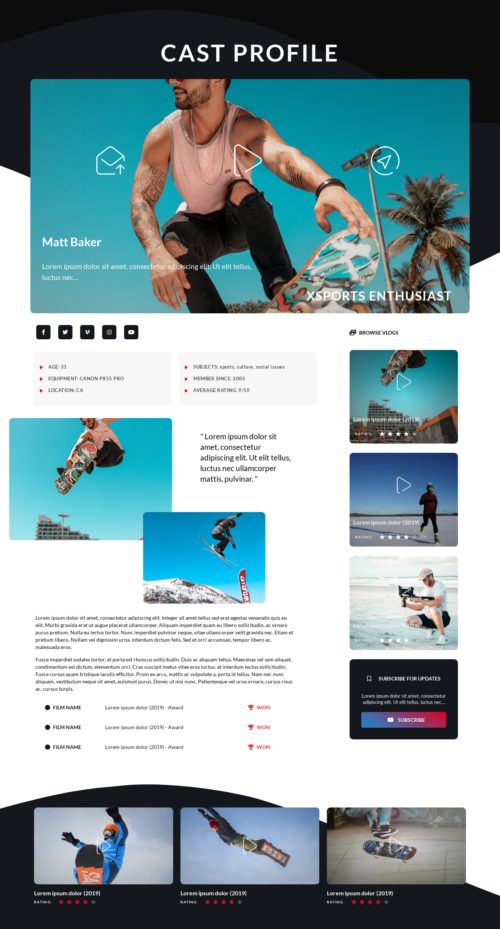 CAST PROFILE
Matt Baker
Lorem ipsum dolor sit amet, consectetur adipiscing elit. Ut elit tellus,
luctus nec...
XSPORTS ENTHUSIAST
BROWSE VLOGS
AGE: 31
EQUIPMENT: CANON PXS5 PRO
LOCATION: CA
SUBJECTS: sports, culture, social issues
MEMBER SINCE: 2005
AVERAGE RATING: 9/10
Lorem ipsum dolor (2019)
RATING:
" Lorem ipsum dolor sit
amet, consectetur
adipiscing elit. Ut elit tellus,
luctus nec ullamcorper
mattis, pulvinar. "
Lorem ipsum dolor (2019)
RATING:
Lorem ipsum dolor sit amet, consectetur adipiscing elit. Integer sit amet tellus sed erat egestas venenatis quis eu
elit. Morbi gravida erat ut augue placerat ullamcorper. Aliquam imperdiet quam eu libero sollicitudin, ac ornare
purus pretium. Nulla eu lectus tortor. Nunc imperdiet pulvinar neque, vitae ullamcorper velit gravida nec. Etiam et
pretium libero. Nullam vel dignissim urna, interdum dictum felis. Sed et orci accumsan, tempor libero ac,
malesuada eros.
Fusce imperdiet sodales tortor, at porta est rhoncus sollicitudin. Duis ac aliquam tellus. Maecenas vel sem aliquet,
condimentum est dictum, elementum orci. Cras suscipit metus vitae eros luctus, at interdum lectus sollicitudin.
Fusce cursus quam tristique iaculis efficitur. Proin ex arcu, mattis ac vulputate a, porta id tellus. Nam nec nunc
aliquam, vestibulum neque sit amet, euismod purus. Donec ut nisi nunc. Pellentesque vel urna ornare, cursus risus
ac, cursus turpis.
FILM NAME Lorem ipsum dolor (2019) - Award WON
FILM NAME Lorem ipsum dolor (2019) - Award WON
FILM NAME Lorem ipsum dolor (2019) - Award WON
SUBSCRIBE FOR UPDATES
Lorem ipsum dolor sit amet, consectetur
adipiscing elit. Ut elit tellus, luctus nec...
SUBSCRIBE
Lorem ipsum dolor (2019)
RATING:
Lorem ipsum dolor (2019)
RATING:
Lorem ipsum dolor (2019)
RATING: